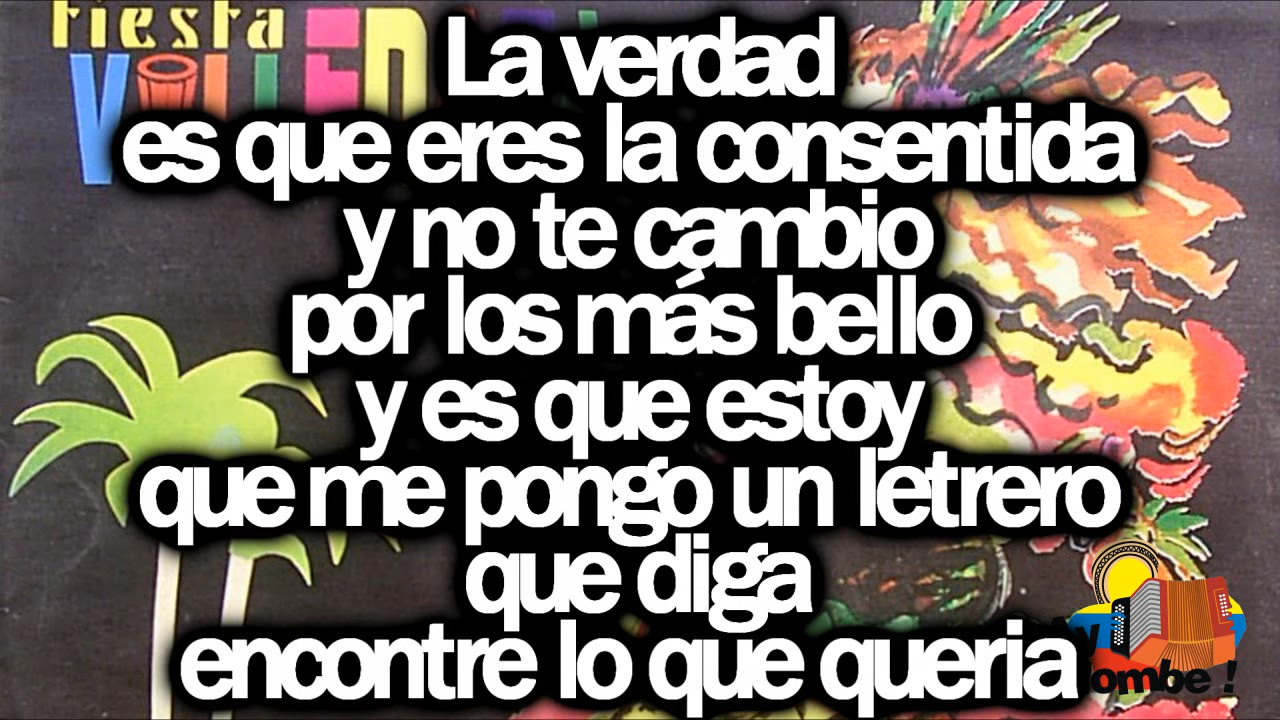 fiesta
La verdad
es que eres la consentida
y no te cambio
por los más bello
y es que estoy
que me pongo un letrero
que diga
encontre lo que queria
ombe !